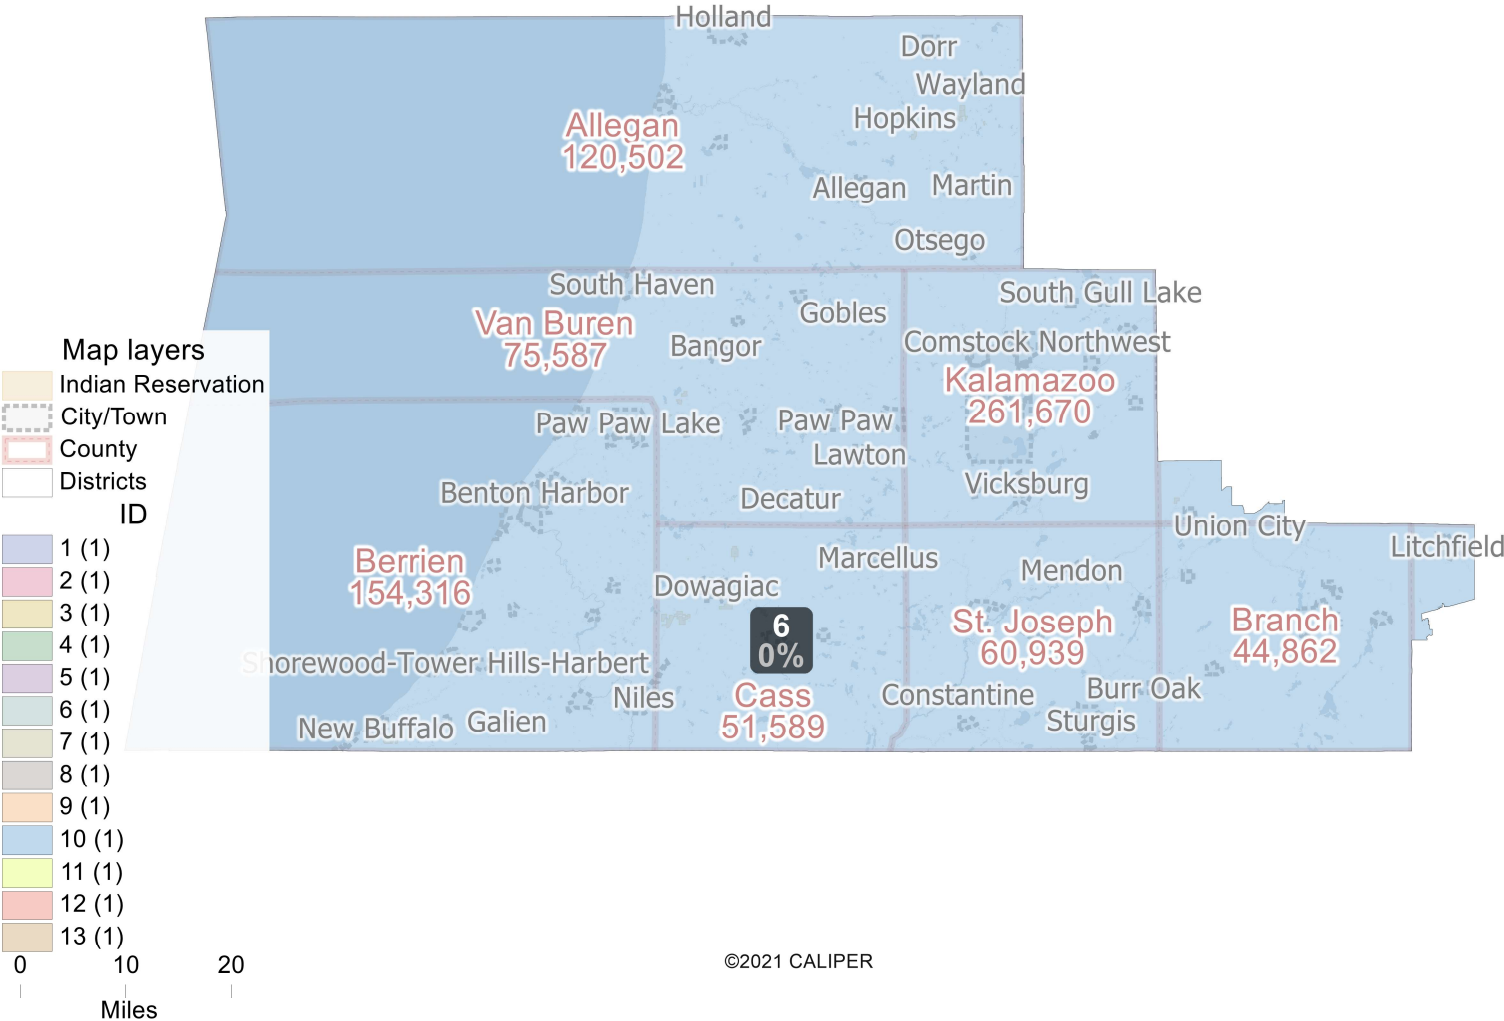 Holland
Dorr
Wayland
Hopkins
Allegan
120,502
Allegan
Martin
Otsego
South Haven
South Gull Lake
Gobles
Van Buren
75,587
Bangor
Comstock Northwest
Kalamazoo
261,670
Paw Paw Lake
Paw Paw
Lawton
Vicksburg
Benton Harbor
Decatur
Union City
Litchfield
Marcellus
Mendon
Berrien
154,316
Dowagiac
6
0%
St. Joseph
60,939
Branch
44,862
Shorewood-Tower Hills-Harbert
Niles
Cass
51,589
Constantine
Burr Oak
Sturgis
New Buffalo
Galien
Map layers
Indian Reservation
City/Town
County
Districts
ID
1 (1)
2 (1)
3 (1)
4 (1)
5 (1)
6 (1)
7 (1)
8 (1)
9 (1)
10 (1)
11 (1)
12 (1)
13 (1)
0 10 20
Miles
©2021 CALIPER